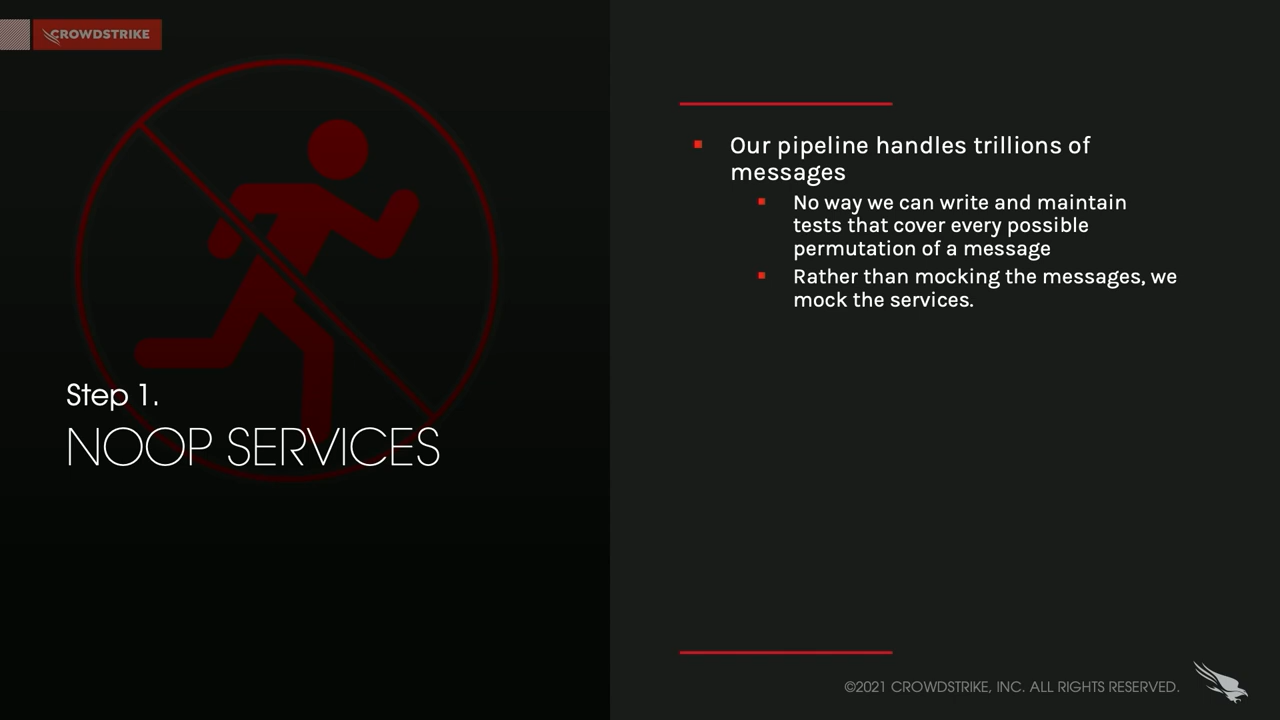 CROWDSTRIKE
Step 1.
NOOP SERVICES
Our pipeline handles trillions of
messages
No way we can write and maintain
tests that cover every possible
permutation of a message
Rather than mocking the messages, we
mock the services.
©2021 CROWDSTRIKE, INC. ALL RIGHTS RESERVED.